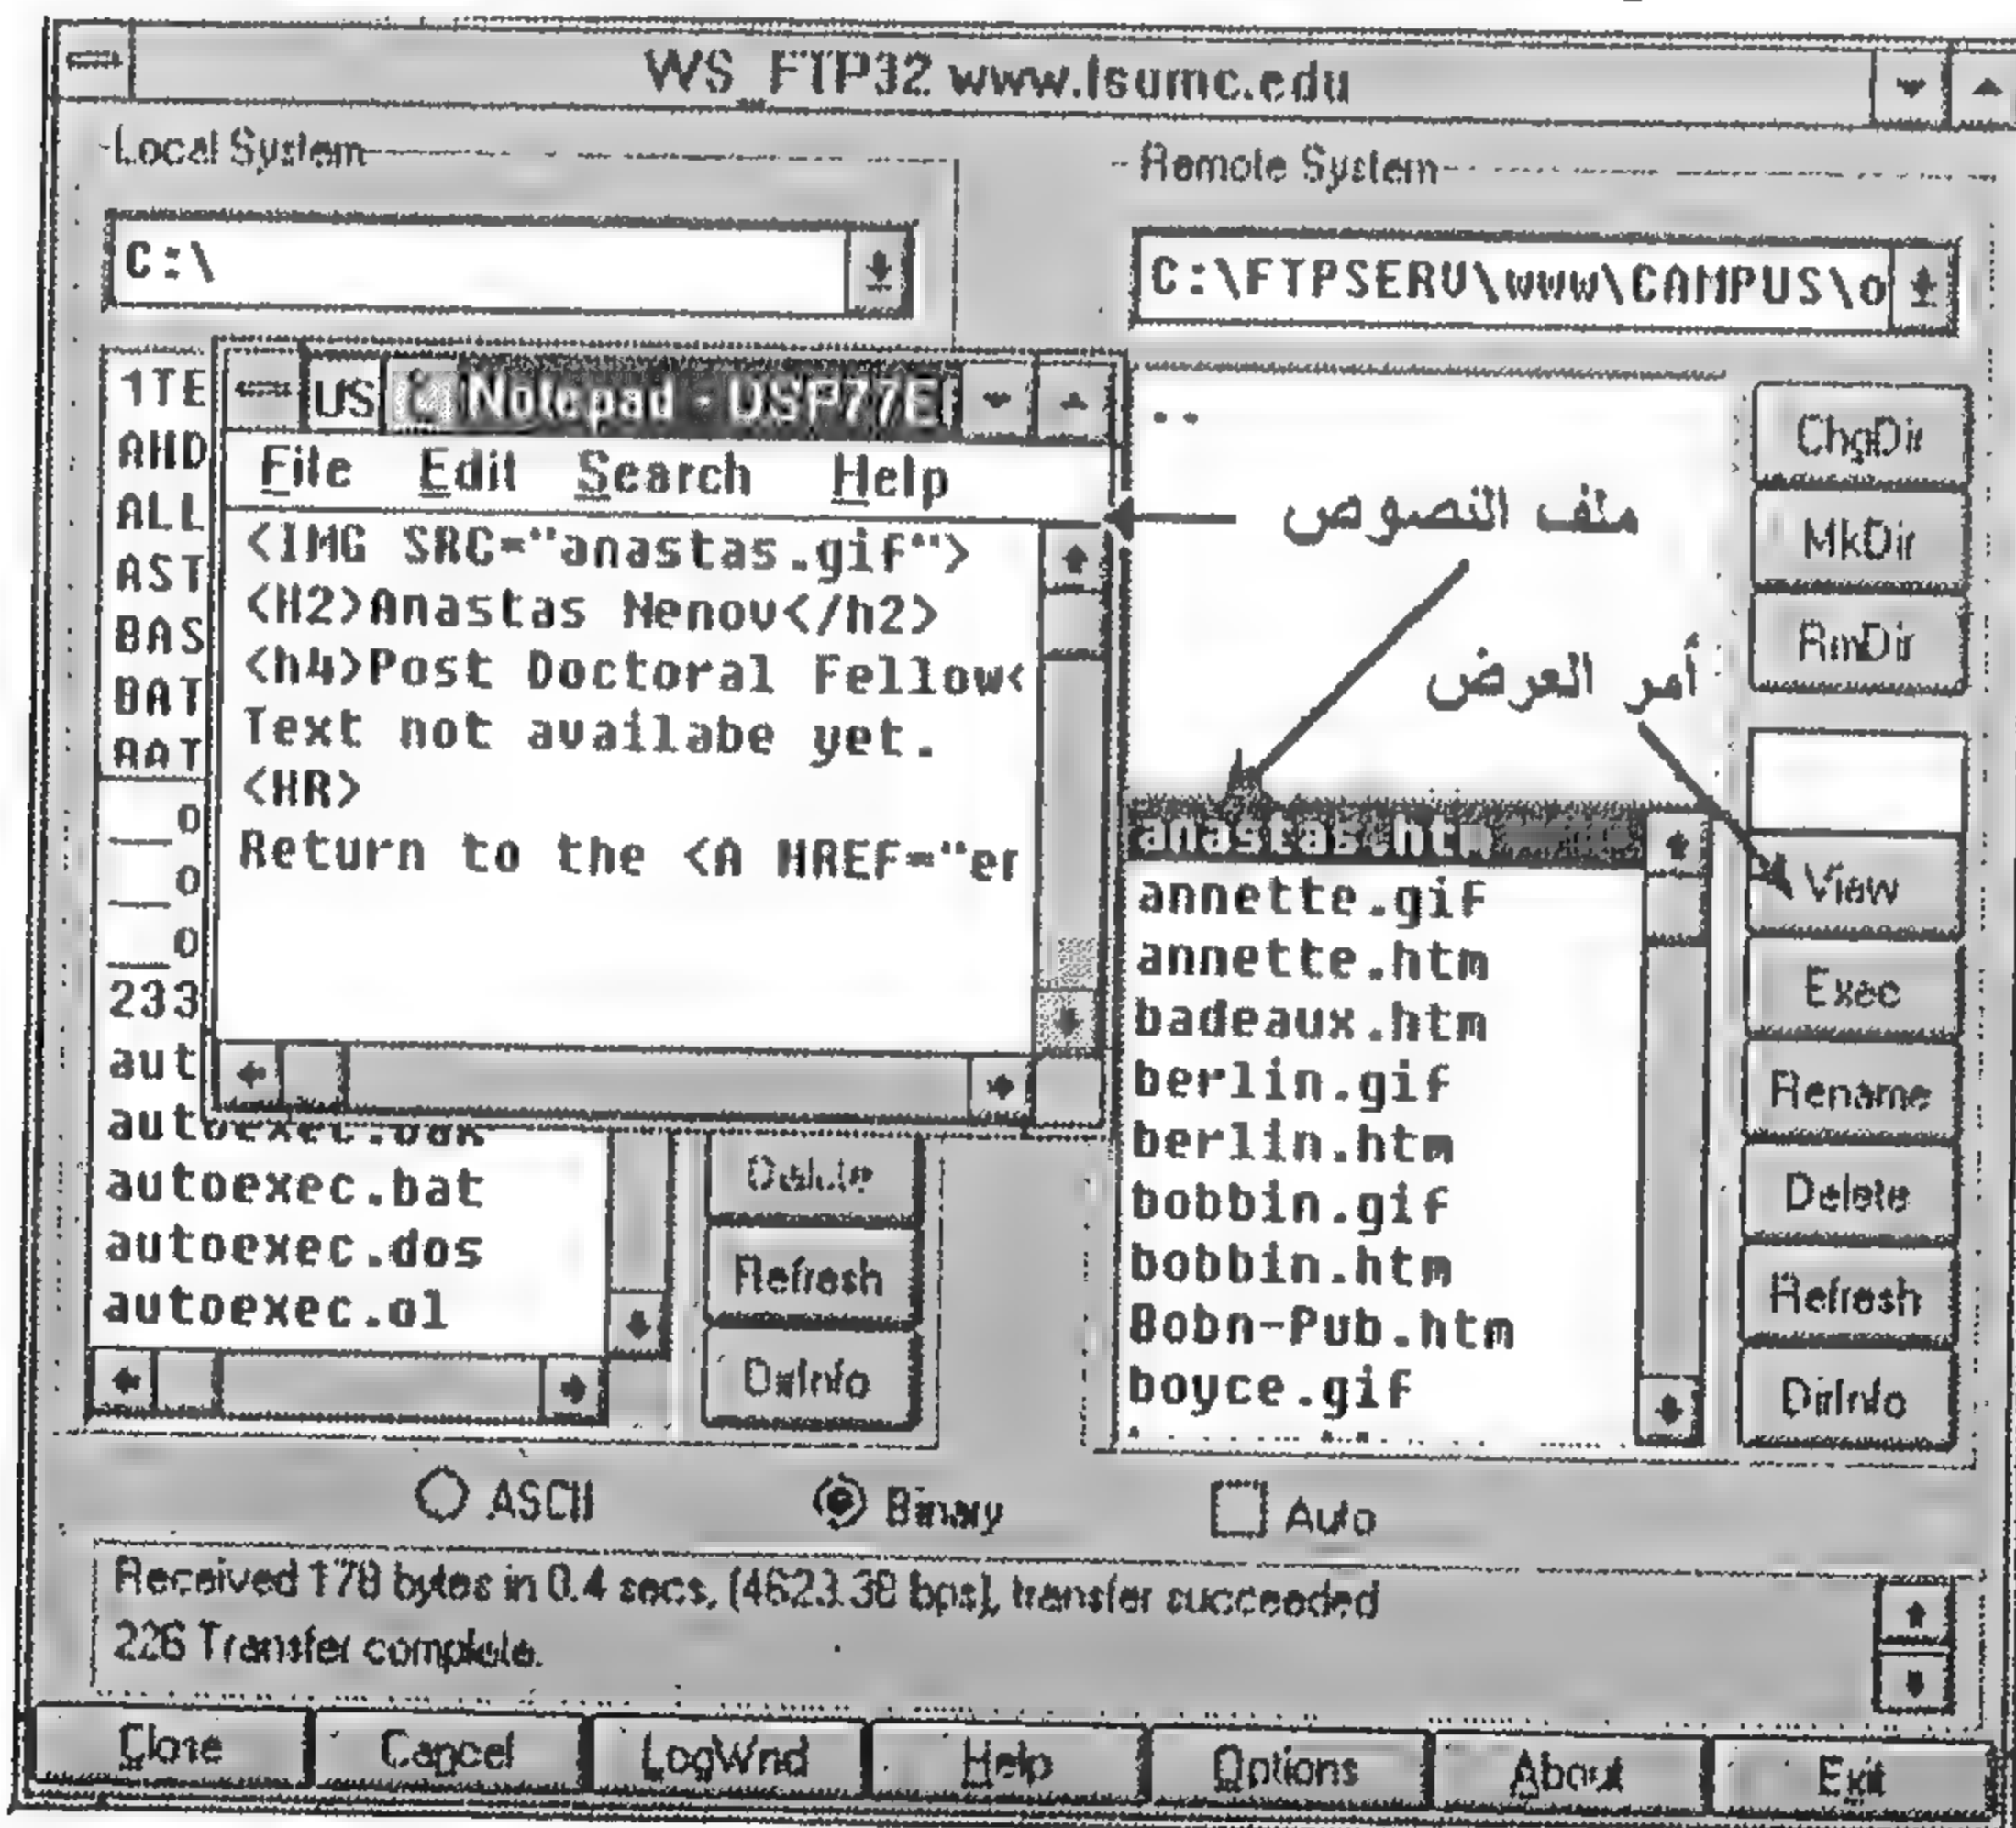 WS_FTP32 www.lsumc.edu
Local System
Remote System
C:\
C:\FTPSERV\www\CAMPUS\o
1TE
AHD
ALL
AST
BAS
BAT
BAT
__0
__0
__0
233
aut
autoexec.bat
autoexec.dos
autoexec.ol
US Notepad - USP77E
File Edit Search Help
<IMG SRC="anastas.gif">
<H2>Anastas Nenov</h2>
<h4>Post Doctoral Fellow<
Text not availabe yet.
<HR>
Return to the <A HREF="er
Delete
Refresh
DirInfo
..
ملف النصوص
أمر العرض
anastas.htm
annette.gif
annette.htm
badeaux.htm
berlin.gif
berlin.htm
bobbin.gif
bobbin.htm
Bobn-Pub.htm
boyce.gif
ChgDir
MkDir
RmDir
View
Exec
Rename
Delete
Refresh
DirInfo
ASCII Binary Auto
Received 178 bytes in 0.4 secs, (4623.38 bps), transfer succeeded
226 Transfer complete.
Close Cancel LogWnd Help Options About Exit